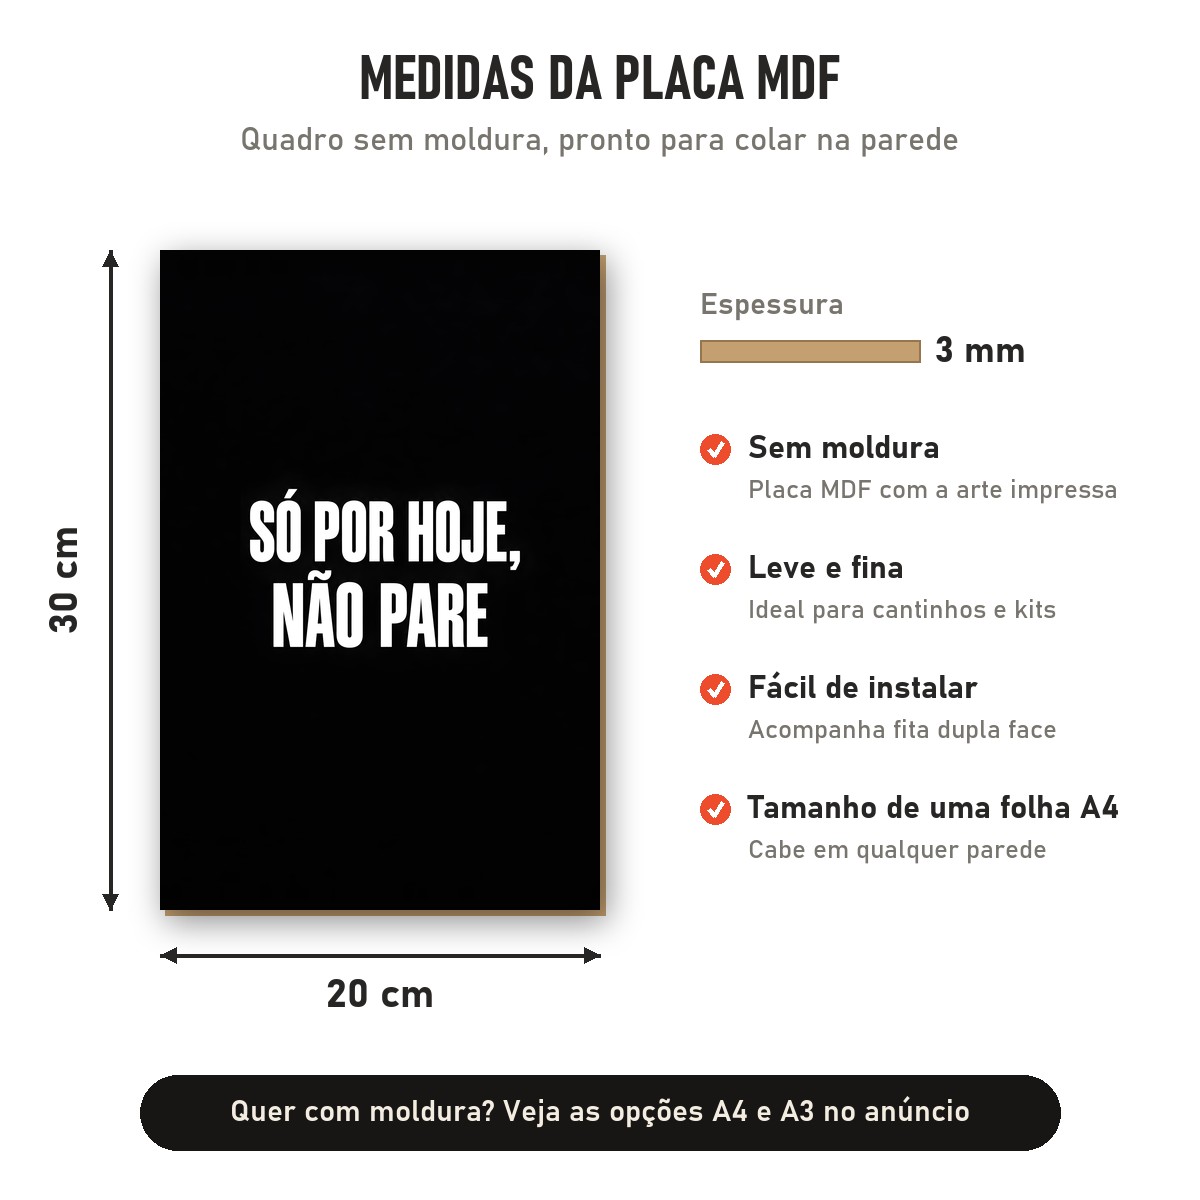 MEDIDAS DA PLACA MDF
Quadro sem moldura, pronto para colar na parede
30 cm
SÓ POR HOJE,
NÃO PARE
20 cm
Espessura
3 mm
Sem moldura
Placa MDF com a arte impressa
Leve e fina
Ideal para cantinhos e kits
Fácil de instalar
Acompanha fita dupla face
Tamanho de uma folha A4
Cabe em qualquer parede
Quer com moldura? Veja as opções A4 e A3 no anúncio